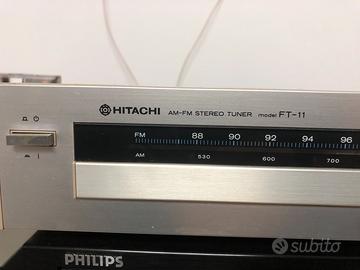 HITACHI AM-FM STEREO TUNER model FT-11
FM 88 90 92 94 96
AM 530 600 700
PHILIPS
subito